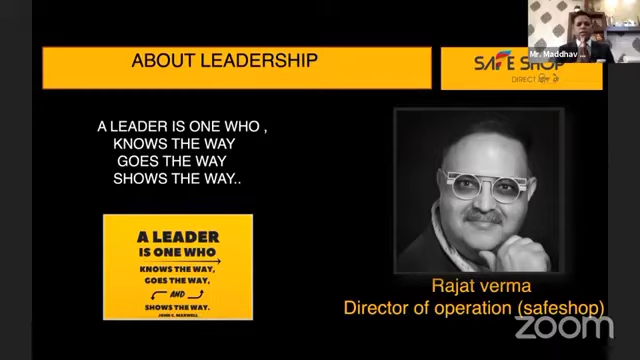 ABOUT LEADERSHIP
SAFE SHOP
DIRECT दिल से
Mr. Maddhav ...
A LEADER IS ONE WHO ,
KNOWS THE WAY
GOES THE WAY
SHOWS THE WAY..
A LEADER
IS ONE WHO
KNOWS THE WAY,
GOES THE WAY,
AND
SHOWS THE WAY.
JOHN C. MAXWELL
Rajat verma
Director of operation (safeshop)
zoom